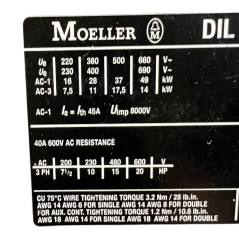 MOELLER DIL
Ue 220 380 500 660 V~
Ue 230 400 690 V~
AC-1 16 28 37 49 kW
AC-3 7,5 11 17,5 14 kW
AC-1 Ie = Ith 45A Uimp 8000V
40A 600V AC RESISTANCE
AC 200 230 480 600 V
3 PH 7½ 10 15 20 HP
CU 75°C WIRE TIGHTENING TORQUE 3.2 Nm / 28 lb.in.
AWG 14 AWG 6 FOR SINGLE AWG 14 AWG 8 FOR DOUBLE
FOR AUX. CONT. TIGHTENING TORQUE 1.2 Nm / 10.6 lb.in.
AWG 18 AWG 14 FOR SINGLE AWG 18 AWG 14 FOR DOUBLE